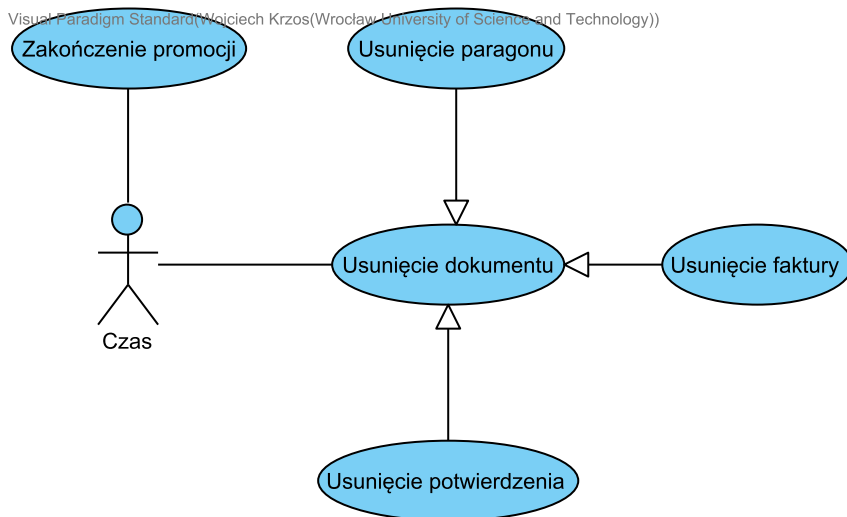 Visual Paradigm Standard(Wojciech Krzos(Wrocław University of Science and Technology))
Zakończenie promocji
Usunięcie paragonu
Usunięcie dokumentu
Usunięcie faktury
Czas
Usunięcie potwierdzenia